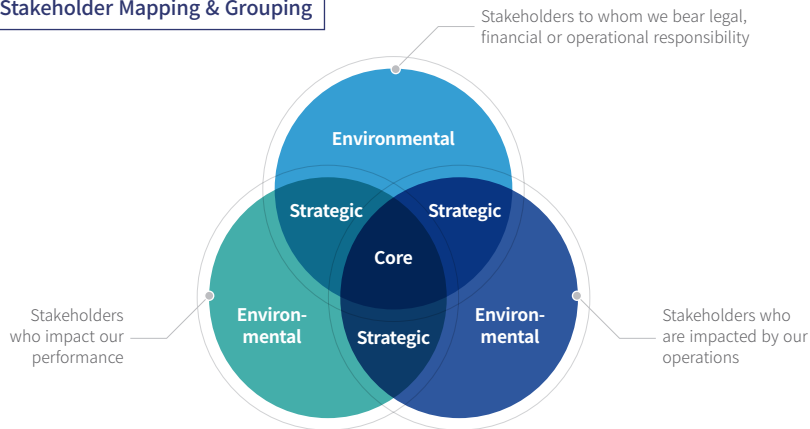 Stakeholder Mapping & Grouping
Stakeholders to whom we bear legal,
financial or operational responsibility
Environmental
Strategic
Strategic
Core
Environ-
mental
Strategic
Environ-
mental
Stakeholders
who impact our
performance
Stakeholders who
are impacted by our
operations